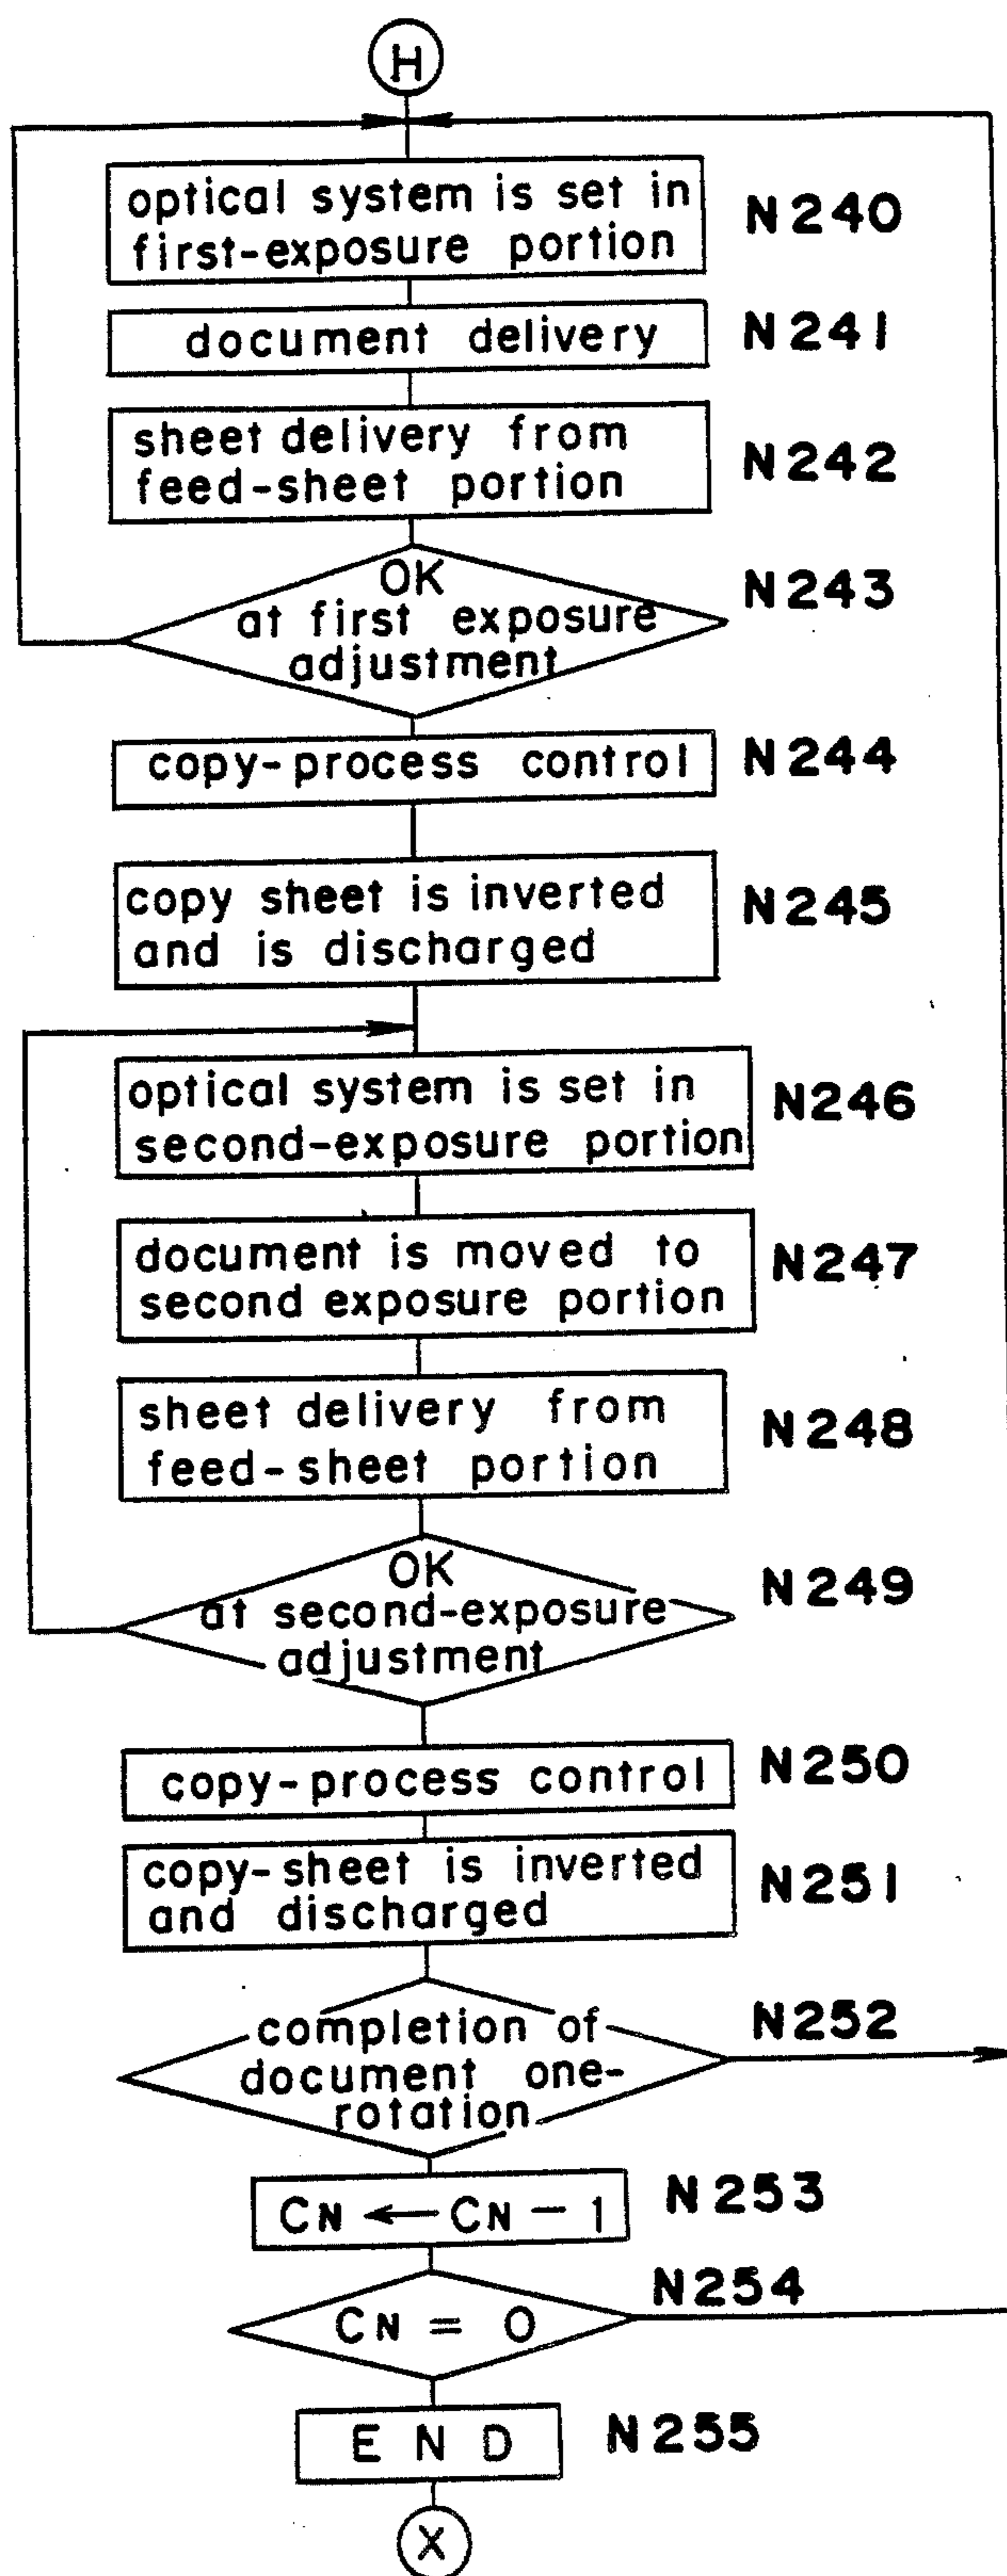 H
optical system is set in
first-exposure portion
N240
document delivery
N241
sheet delivery from
feed-sheet portion
N242
OK
at first exposure
adjustment
N243
copy-process control
N244
copy sheet is inverted
and is discharged
N245
optical system is set in
second-exposure portion
N246
document is moved to
second exposure portion
N247
sheet delivery from
feed-sheet portion
N248
OK
at second-exposure
adjustment
N249
copy-process control
N250
copy-sheet is inverted
and discharged
N251
completion of
document one-
rotation
N252
CN ← CN − 1
N253
CN = 0
N254
END
N255
X